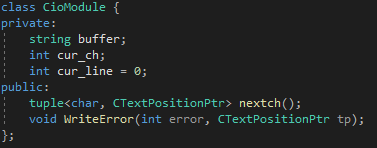 class CioModule {
private:
    string buffer;
    int cur_ch;
    int cur_line = 0;
public:
    tuple<char, CTextPositionPtr> nextch();
    void WriteError(int error, CTextPositionPtr tp);
};